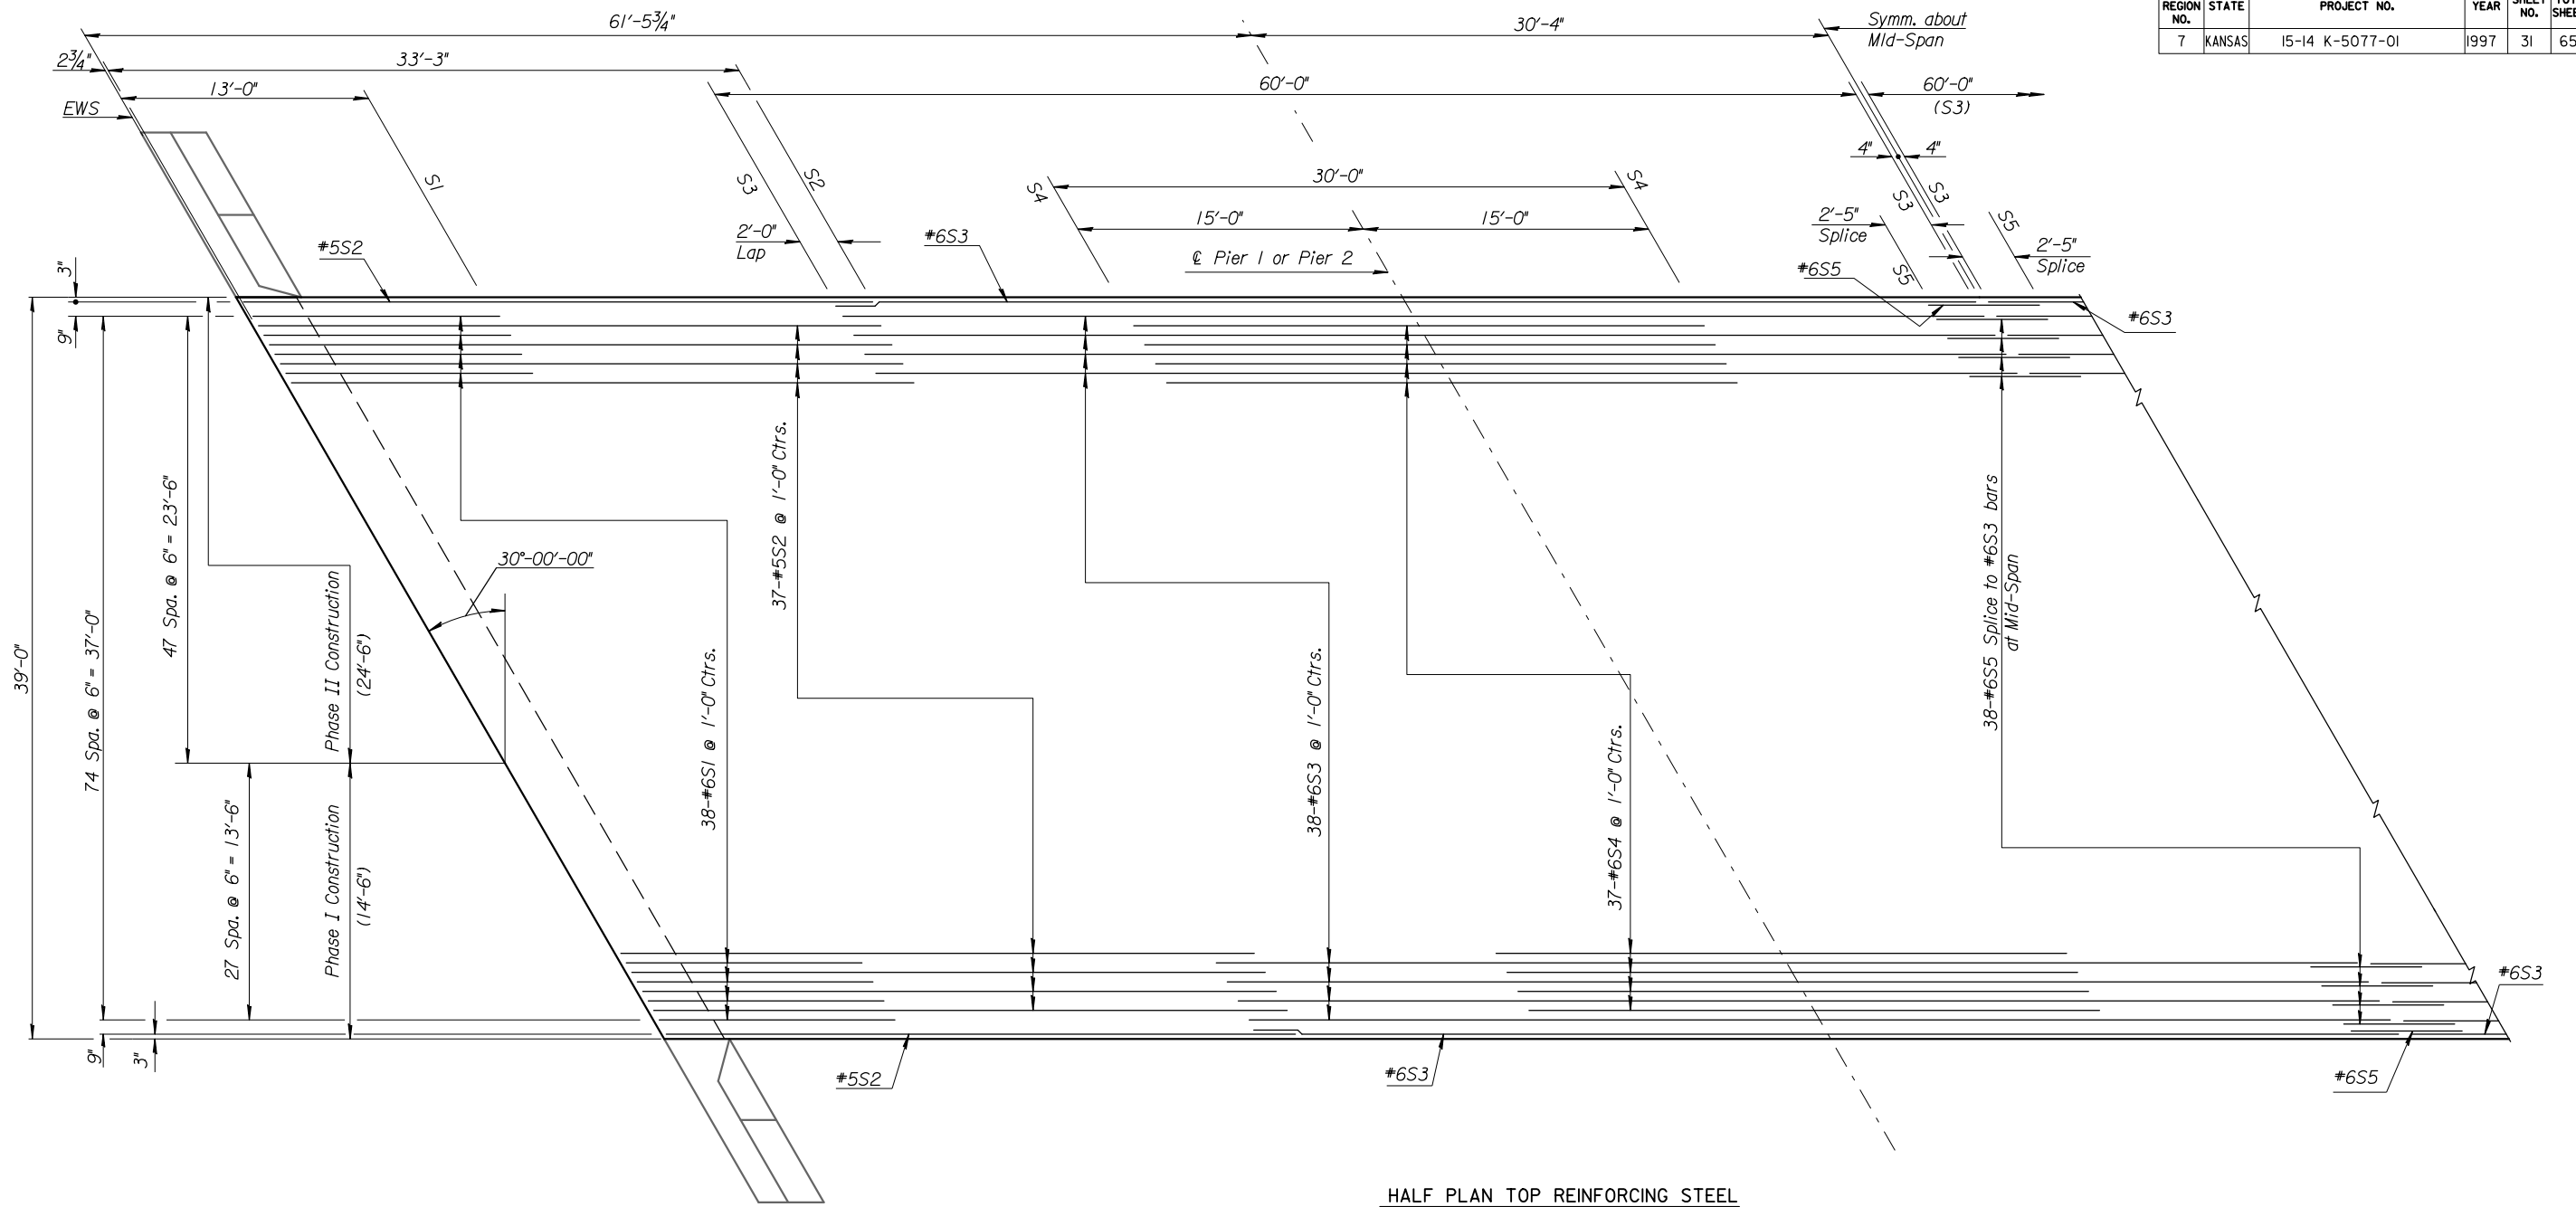 REGION NO. STATE PROJECT NO. YEAR SHEET NO.
7 KANSAS 15-14 K-5077-01 1997 31 65
61'-5¾"
30'-4"
Symm. about
Mid-Span
2¾"
33'-3"
60'-0"
60'-0"
(S3)
13'-0"
EWS
S1
S3
S2
S4
30'-0"
S4
4"
4"
S3
S3
15'-0"
15'-0"
2'-5"
Splice
S5
S5
2'-5"
Splice
#5S2
2'-0"
Lap
#6S3
℄ Pier 1 or Pier 2
#6S5
#6S3
3"
9"
39'-0"
74 Spa. @ 6" = 37'-0"
47 Spa. @ 6" = 23'-6"
27 Spa. @ 6" = 13'-6"
Phase II Construction
(24'-6")
Phase I Construction
(14'-6")
30°-00'-00"
38-#6S1 @ 1'-0" Ctrs.
37-#5S2 @ 1'-0" Ctrs.
38-#6S3 @ 1'-0" Ctrs.
37-#6S4 @ 1'-0" Ctrs.
38-#6S5 Splice to #6S3 bars
at Mid-Span
9"
3"
#5S2
#6S3
#6S5
#6S3
HALF PLAN TOP REINFORCING STEEL